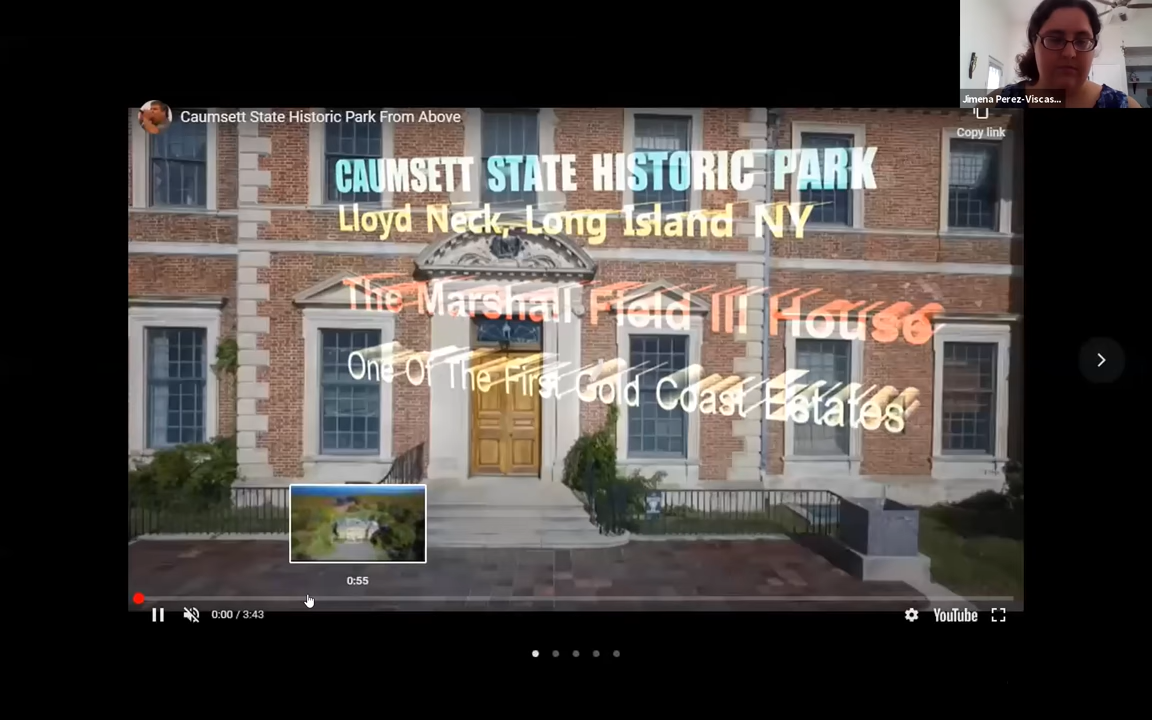 Jimena Perez-Viscas...
Caumsett State Historic Park From Above
Copy link
CAUMSETT STATE HISTORIC PARK
Lloyd Neck, Long Island NY
The Marshall Field III House
One Of The First Gold Coast Estates
0:55
0:00 / 3:43
YouTube